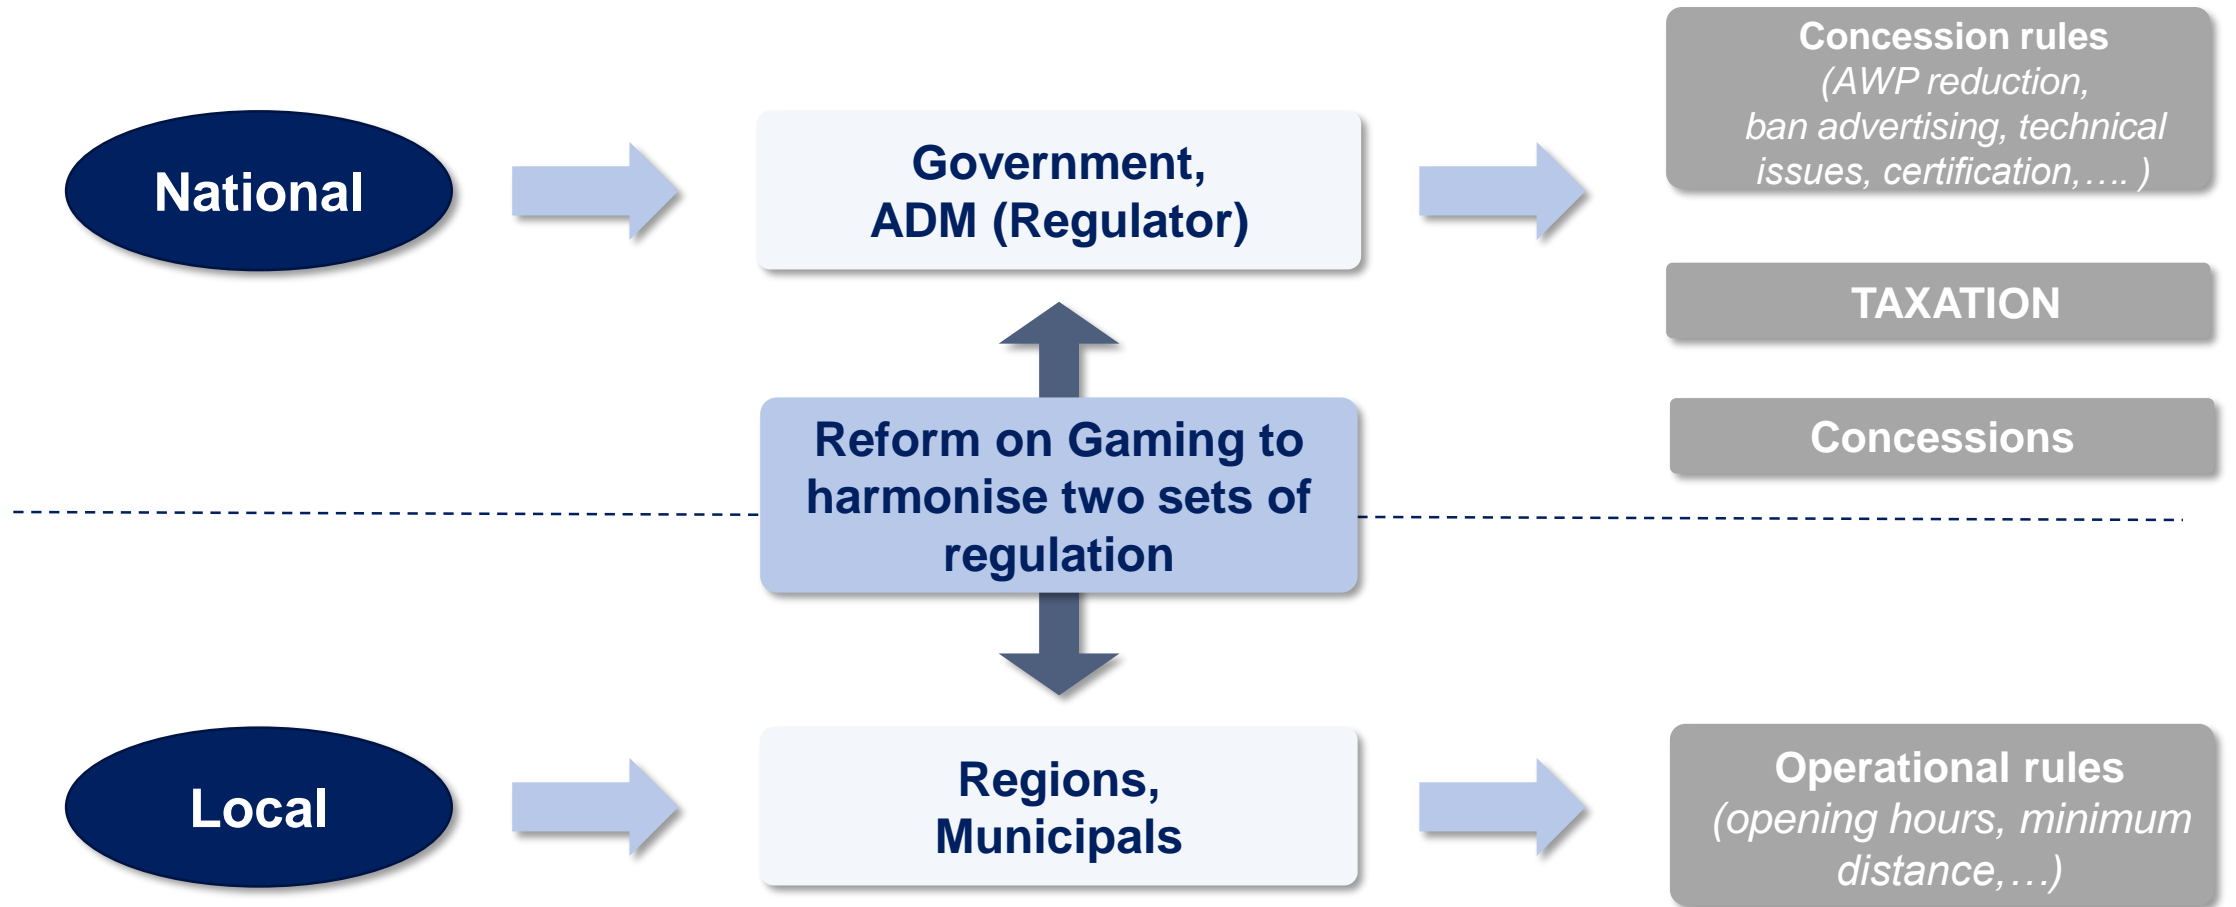 National
Government,
ADM (Regulator)
Concession rules
(AWP reduction,
ban advertising, technical
issues, certification,…. )
TAXATION
Concessions
Reform on Gaming to
harmonise two sets of
regulation
Local
Regions,
Municipals
Operational rules
(opening hours, minimum
distance,…)